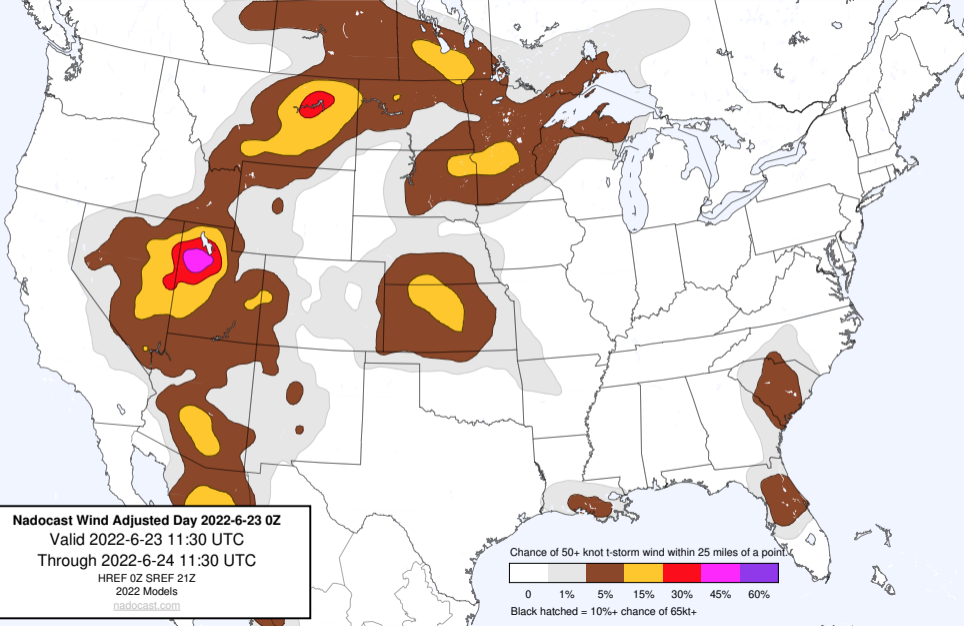 Nadocast Wind Adjusted Day 2022-6-23 0Z
Valid 2022-6-23 11:30 UTC
Through 2022-6-24 11:30 UTC
HREF 0Z SREF 21Z
2022 Models
nadocast.com
Chance of 50+ knot t-storm wind within 25 miles of a point.
0 1% 5% 15% 30% 45% 60%
Black hatched = 10%+ chance of 65kt+